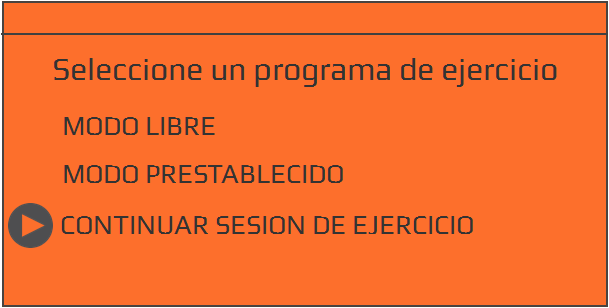 Seleccione un programa de ejercicio
MODO LIBRE
MODO PRESTABLECIDO
CONTINUAR SESION DE EJERCICIO